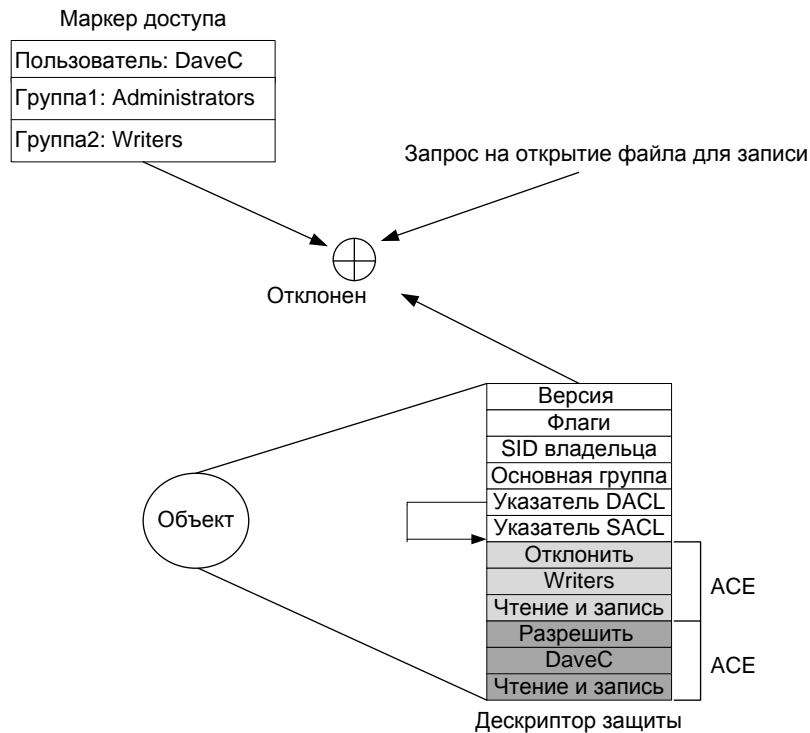 Маркер доступа
Пользователь: DaveC
Группа1: Administrators
Группа2: Writers
Запрос на открытие файла для записи
Отклонен
Версия
Флаги
SID владельца
Основная группа
Указатель DACL
Указатель SACL
Объект
Отклонить
Writers
Чтение и запись
ACE
Разрешить
DaveC
Чтение и запись
ACE
Дескриптор защиты